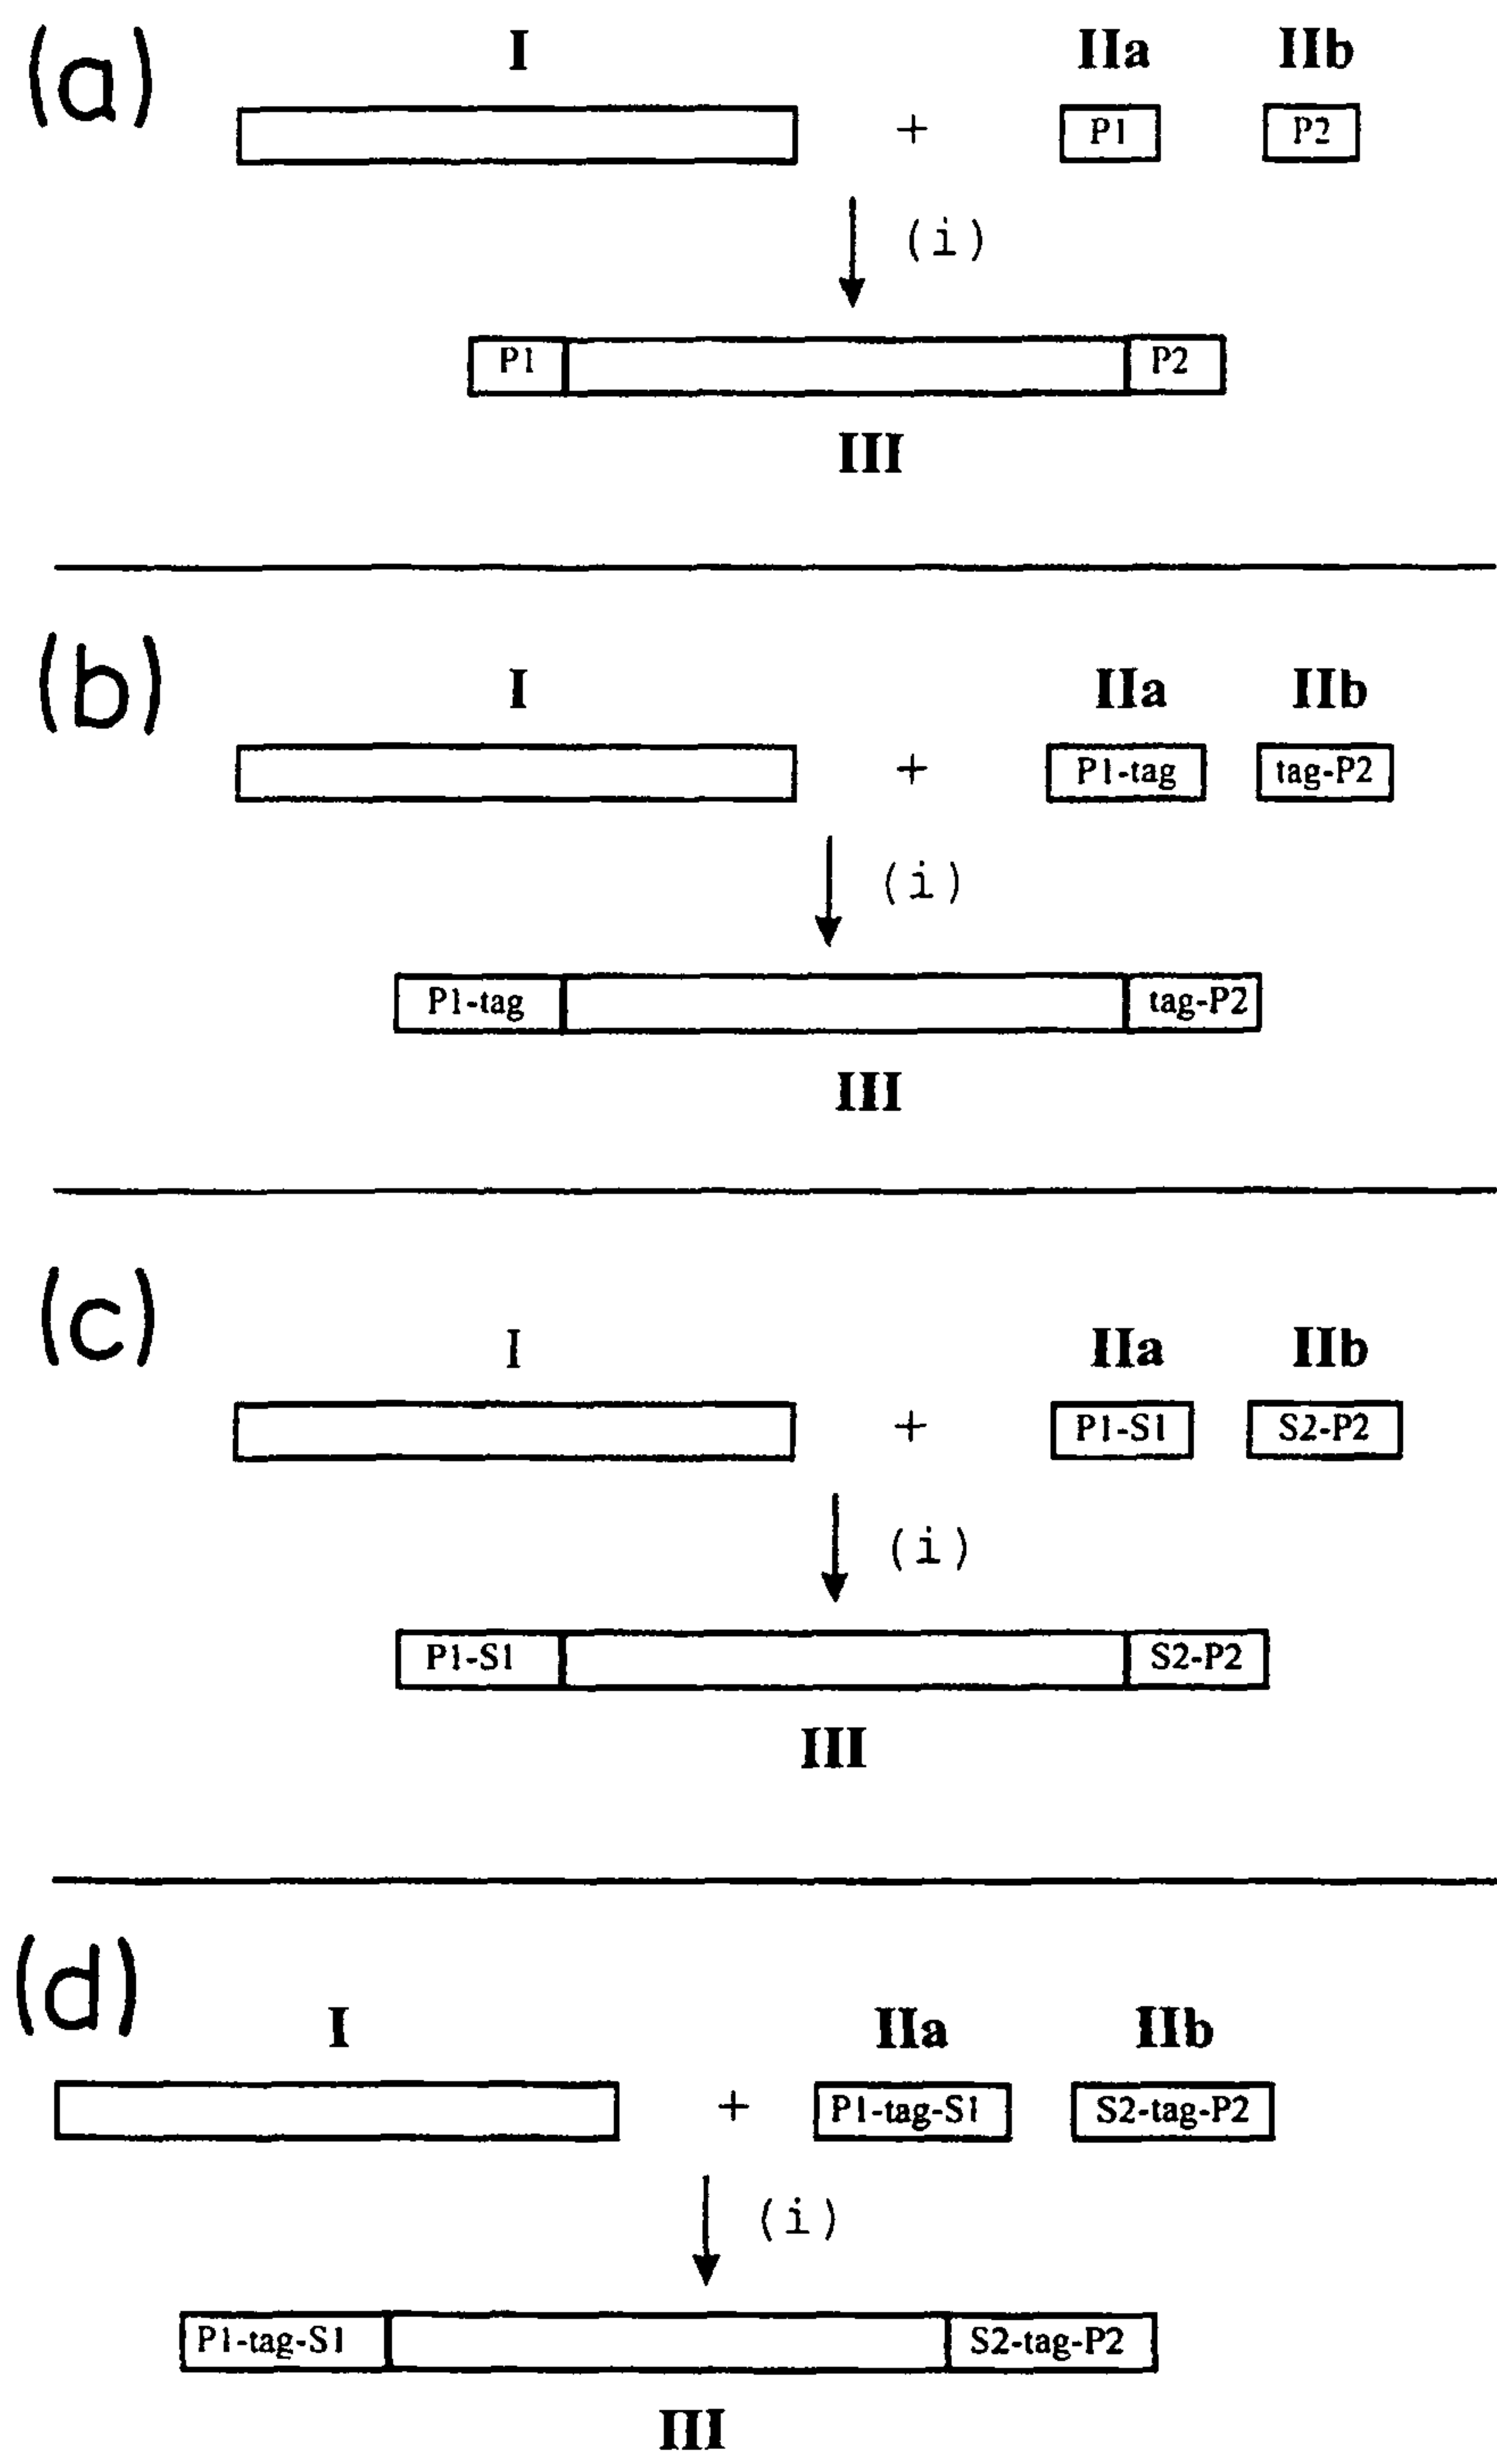 (a)
I IIa IIb
+ P1 P2
(i)
P1 P2
III
(b)
I IIa IIb
+ P1-tag tag-P2
(i)
P1-tag tag-P2
III
(c)
I IIa IIb
+ P1-S1 S2-P2
(i)
P1-S1 S2-P2
III
(d)
I IIa IIb
+ P1-tag-S1 S2-tag-P2
(i)
P1-tag-S1 S2-tag-P2
III